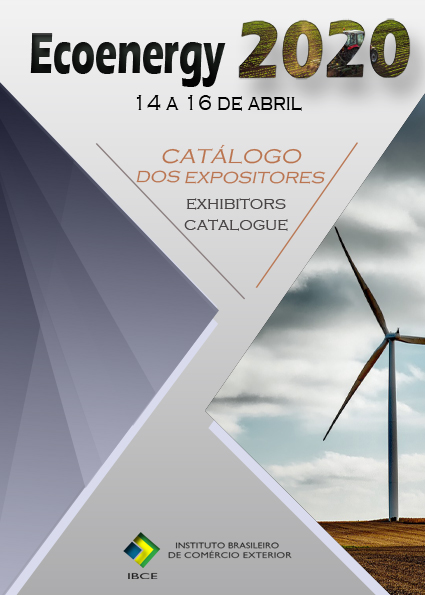 Ecoenergy 2020
14 A 16 DE ABRIL
CATÁLOGO
DOS EXPOSITORES
EXHIBITORS
CATALOGUE
INSTITUTO BRASILEIRO
DE COMÉRCIO EXTERIOR
IBCE